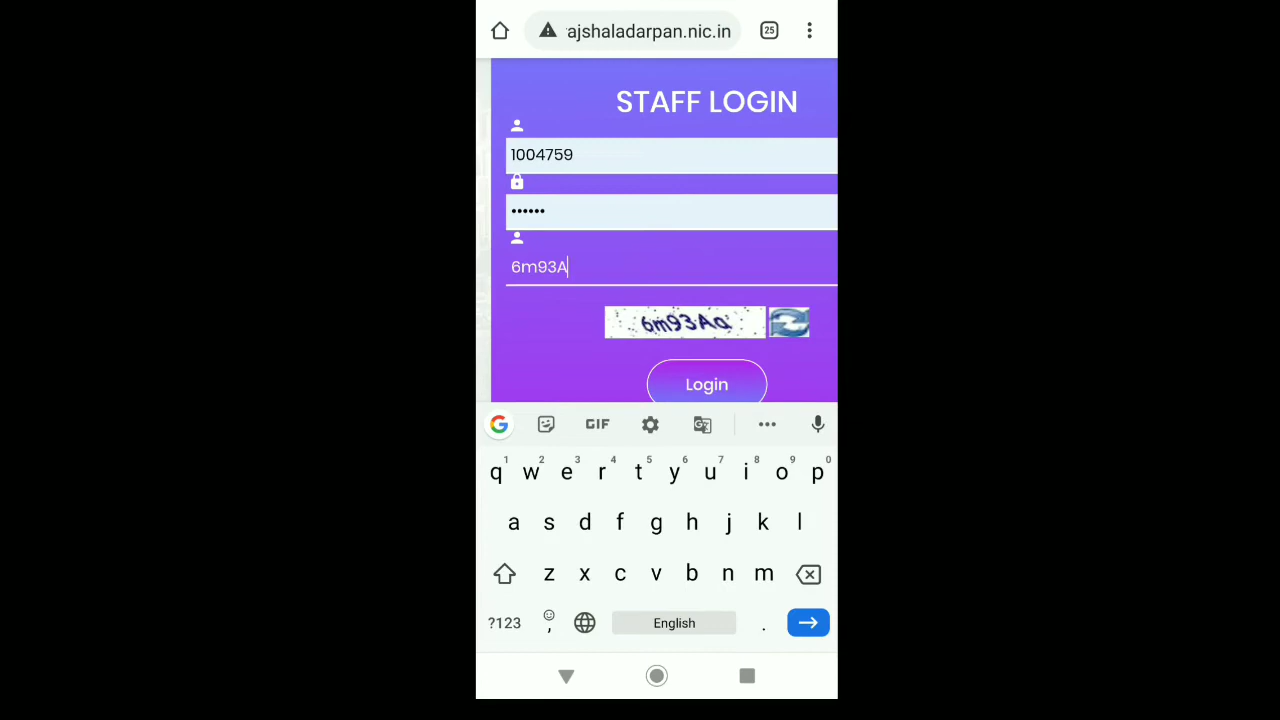 ajshaladarpan.nic.in 25
STAFF LOGIN
1004759
••••••
6m93A
6m93Aa
Login
G GIF
1 2 3 4 5 6 7 8 9 0
q w e r t y u i o p
a s d f g h j k l
z x c v b n m
?123 , English .